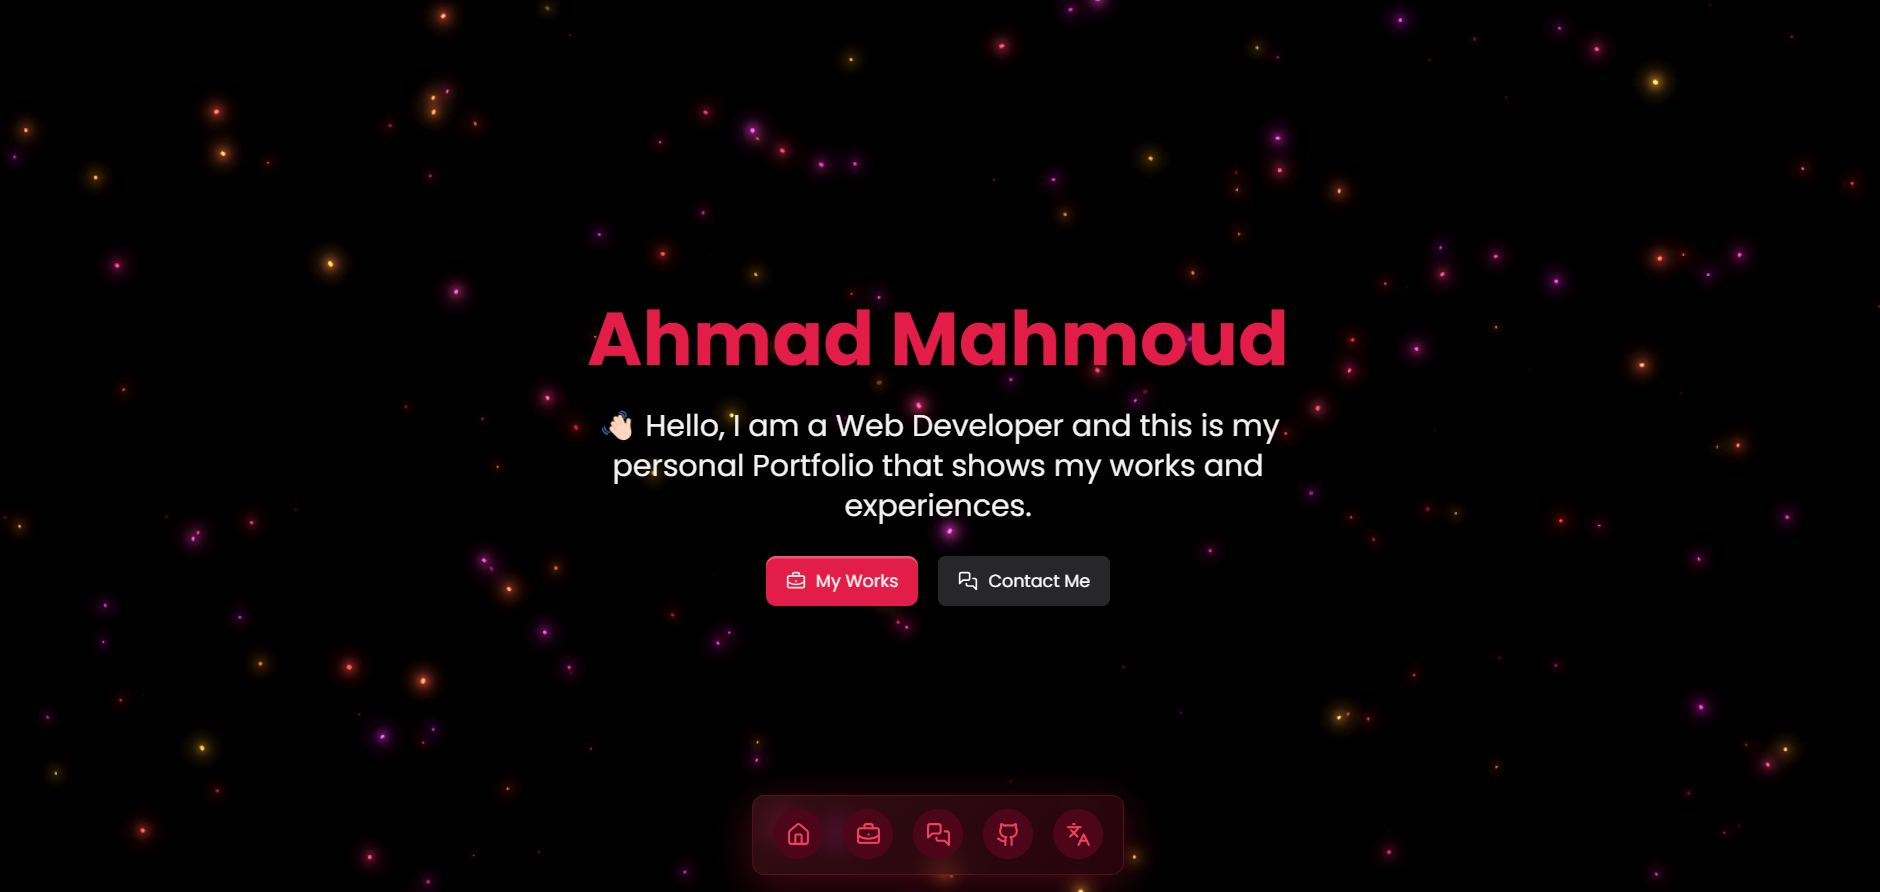 Ahmad Mahmoud
👋🏻 Hello, I am a Web Developer and this is my
personal Portfolio that shows my works and
experiences.
My Works
Contact Me